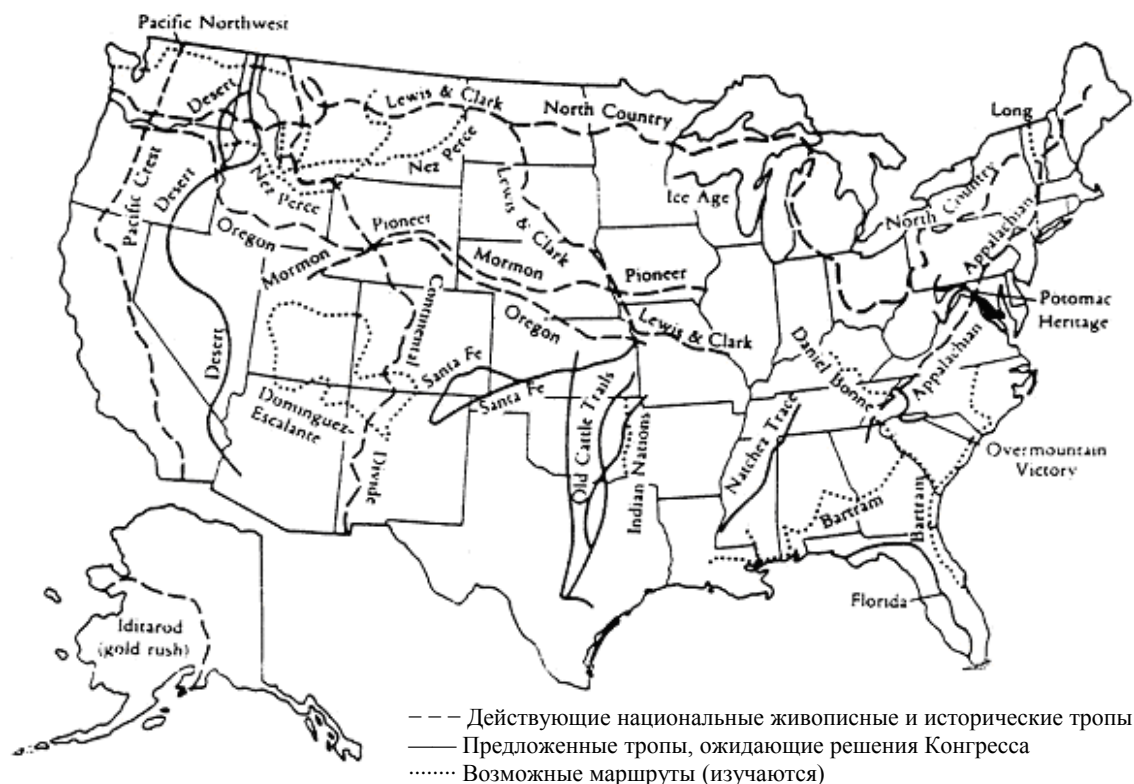 Pacific Northwest
Desert
Lewis & Clark
North Country
Long
Pacific Crest
Desert
Nez Perce
Nez Perce
Ice Age
North Country
Appalachian
Oregon
Mormon
Pioneer
Lewis & Clark
Mormon
Pioneer
Oregon
Lewis & Clark
Potomac
Heritage
Continental
Divide
Desert
Santa Fe
Santa Fe
Dominguez-
Escalante
Old Cattle Trails
Indian Nations
Natchez Trace
Daniel Boone
Appalachian
Overmountain
Victory
Bartram
Bartram
Florida
Iditarod
(gold rush)
– – – Действующие национальные живописные и исторические тропы
—— Предложенные тропы, ожидающие решения Конгресса
........ Возможные маршруты (изучаются)